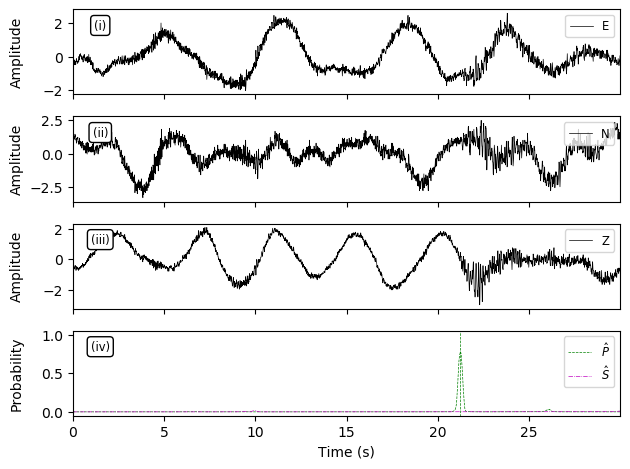 (i)
E
Amplitude
2
0
−2
(ii)
N
Amplitude
2.5
0.0
−2.5
(iii)
Z
Amplitude
2
0
−2
(iv)
P̂
Ŝ
Probability
1.0
0.5
0.0
0 5 10 15 20 25
Time (s)